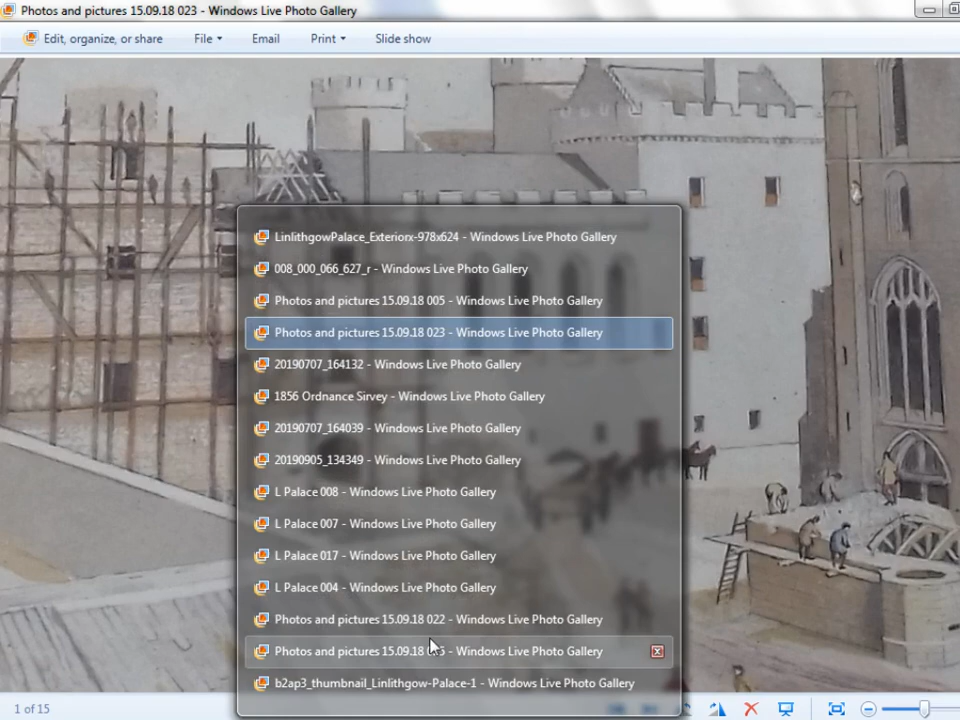 Photos and pictures 15.09.18 023 - Windows Live Photo Gallery
Edit, organize, or share File Email Print Slide show
LinlithgowPalace_Exteriorx-978x624 - Windows Live Photo Gallery
008_000_066_627_r - Windows Live Photo Gallery
Photos and pictures 15.09.18 005 - Windows Live Photo Gallery
Photos and pictures 15.09.18 023 - Windows Live Photo Gallery
20190707_164132 - Windows Live Photo Gallery
1856 Ordnance Sirvey - Windows Live Photo Gallery
20190707_164039 - Windows Live Photo Gallery
20190905_134349 - Windows Live Photo Gallery
L Palace 008 - Windows Live Photo Gallery
L Palace 007 - Windows Live Photo Gallery
L Palace 017 - Windows Live Photo Gallery
L Palace 004 - Windows Live Photo Gallery
Photos and pictures 15.09.18 022 - Windows Live Photo Gallery
Photos and pictures 15.09.18 - Windows Live Photo Gallery
b2ap3_thumbnail_Linlithgow-Palace-1 - Windows Live Photo Gallery
1 of 15